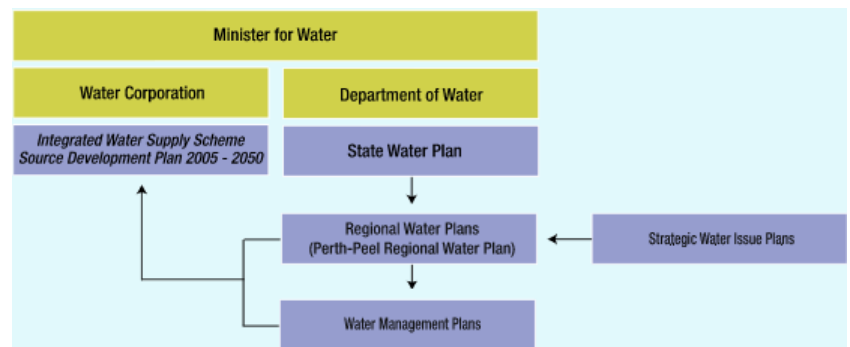 Minister for Water
Water Corporation
Department of Water
Integrated Water Supply Scheme
Source Development Plan 2005 - 2050
State Water Plan
Regional Water Plans
(Perth-Peel Regional Water Plan)
Strategic Water Issue Plans
Water Management Plans